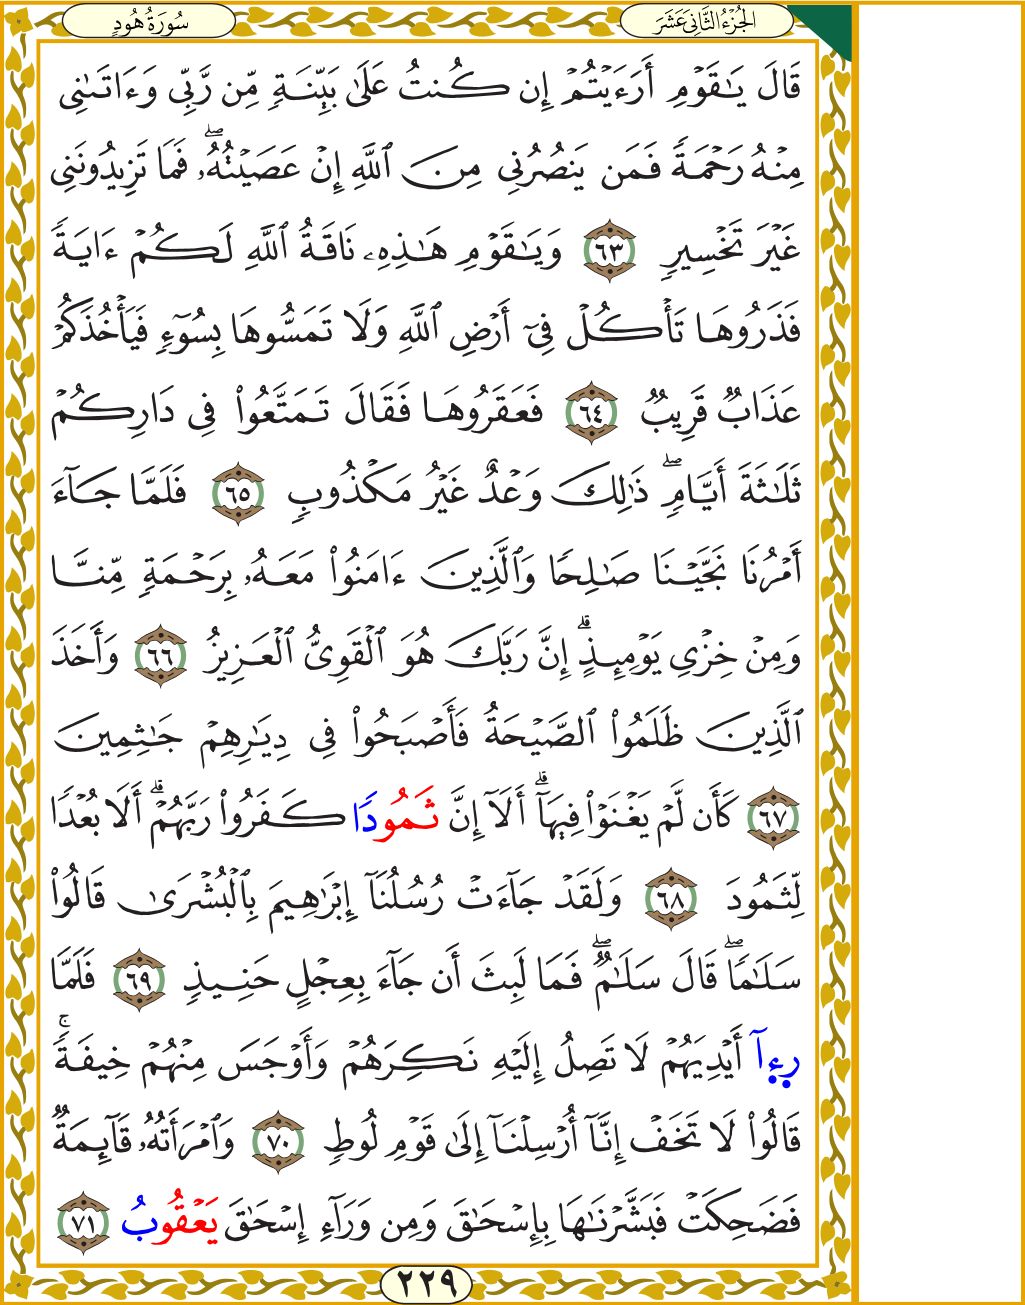 الجُزْءُ الثَّانِي عَشَرَ
سُورَةُ هُودٍ
قَالَ يَٰقَوْمِ أَرَءَيْتُمْ إِن كُنتُ عَلَىٰ بَيِّنَةٍ مِّن رَّبِّي وَءَاتَىٰنِي
مِنْهُ رَحْمَةً فَمَن يَنصُرُنِي مِنَ ٱللَّهِ إِنْ عَصَيْتُهُۥۖ فَمَا تَزِيدُونَنِي
غَيْرَ تَخْسِيرٍ ٦٣ وَيَٰقَوْمِ هَٰذِهِۦ نَاقَةُ ٱللَّهِ لَكُمْ ءَايَةً
فَذَرُوهَا تَأْكُلْ فِىٓ أَرْضِ ٱللَّهِ وَلَا تَمَسُّوهَا بِسُوٓءٍ فَيَأْخُذَكُمْ
عَذَابٌ قَرِيبٌ ٦٤ فَعَقَرُوهَا فَقَالَ تَمَتَّعُوا۟ فِى دَارِكُمْ
ثَلَٰثَةَ أَيَّامٍۖ ذَٰلِكَ وَعْدٌ غَيْرُ مَكْذُوبٍ ٦٥ فَلَمَّا جَآءَ
أَمْرُنَا نَجَّيْنَا صَٰلِحًا وَٱلَّذِينَ ءَامَنُوا۟ مَعَهُۥ بِرَحْمَةٍ مِّنَّا
وَمِنْ خِزْىِ يَوْمِئِذٍۗ إِنَّ رَبَّكَ هُوَ ٱلْقَوِىُّ ٱلْعَزِيزُ ٦٦ وَأَخَذَ
ٱلَّذِينَ ظَلَمُوا۟ ٱلصَّيْحَةُ فَأَصْبَحُوا۟ فِى دِيَٰرِهِمْ جَٰثِمِينَ
٦٧ كَأَن لَّمْ يَغْنَوْا۟ فِيهَآۗ أَلَآ إِنَّ ثَمُودًا كَفَرُوا۟ رَبَّهُمْۗ أَلَا بُعْدًا
لِّثَمُودَ ٦٨ وَلَقَدْ جَآءَتْ رُسُلُنَآ إِبْرَٰهِيمَ بِٱلْبُشْرَىٰ قَالُوا۟
سَلَٰمًاۖ قَالَ سَلَٰمٌۖ فَمَا لَبِثَ أَن جَآءَ بِعِجْلٍ حَنِيذٍ ٦٩ فَلَمَّا
رِءِآ أَيْدِيَهُمْ لَا تَصِلُ إِلَيْهِ نَكِرَهُمْ وَأَوْجَسَ مِنْهُمْ خِيفَةًۚ
قَالُوا۟ لَا تَخَفْ إِنَّآ أُرْسِلْنَآ إِلَىٰ قَوْمِ لُوطٍ ٧٠ وَٱمْرَأَتُهُۥ قَآئِمَةٌ
فَضَحِكَتْ فَبَشَّرْنَٰهَا بِإِسْحَٰقَ وَمِن وَرَآءِ إِسْحَٰقَ يَعْقُوبُ ٧١
٢٢٩